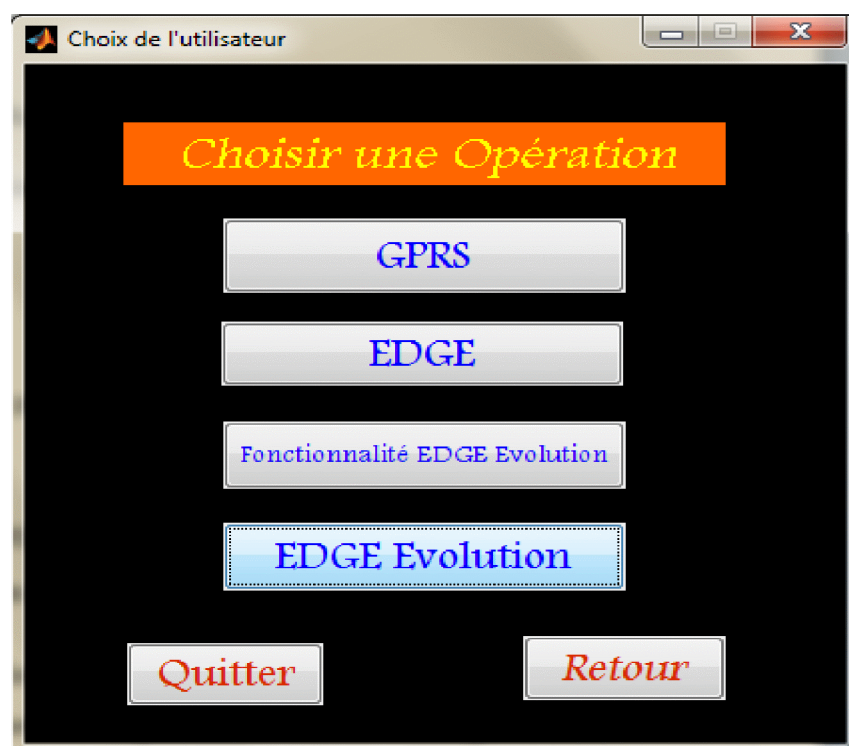 Choix de l'utilisateur
Choisir une Opération
GPRS
EDGE
Fonctionnalité EDGE Evolution
EDGE Evolution
Quitter
Retour